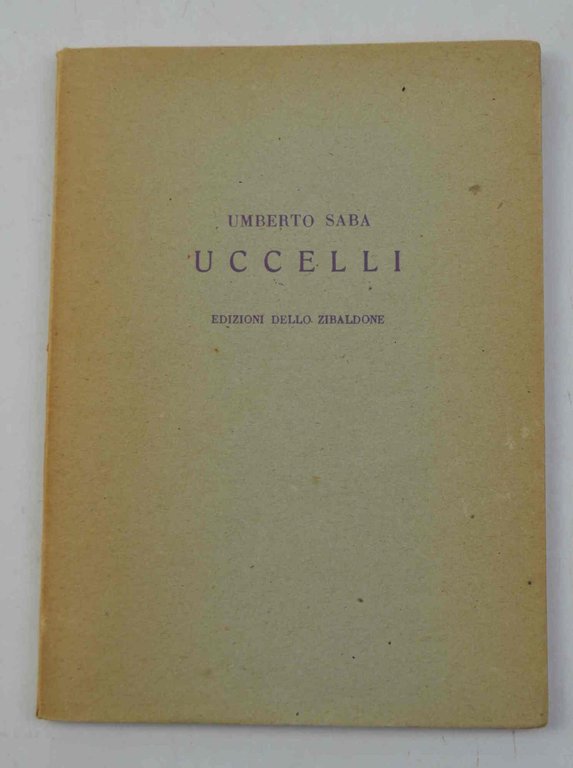 UMBERTO SABA
UCCELLI
EDIZIONI DELLO ZIBALDONE